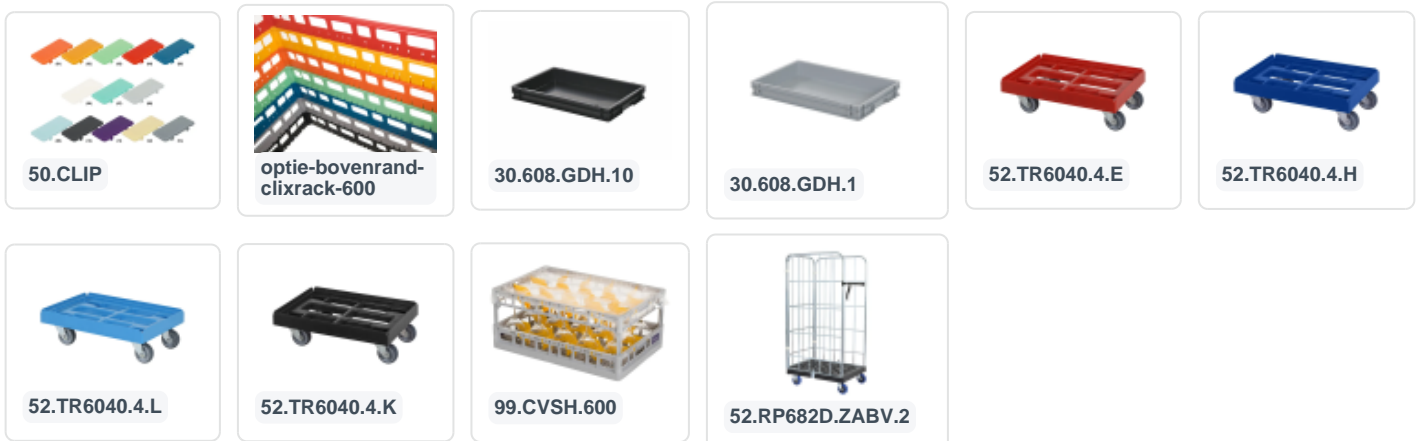 50.CLIP
optie-bovenrand-
clixrack-600
30.608.GDH.10
30.608.GDH.1
52.TR6040.4.E
52.TR6040.4.H
52.TR6040.4.L
52.TR6040.4.K
99.CVSH.600
52.RP682D.ZABV.2